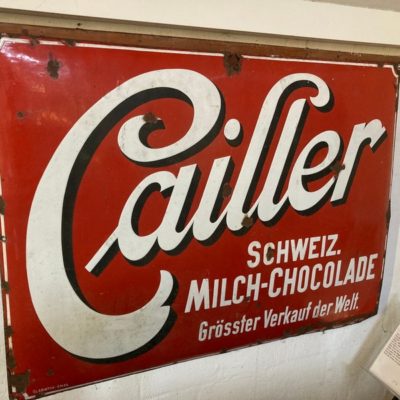 Cailler
SCHWEIZ.
MILCH-CHOCOLADE
Grösster Verkauf der Welt.